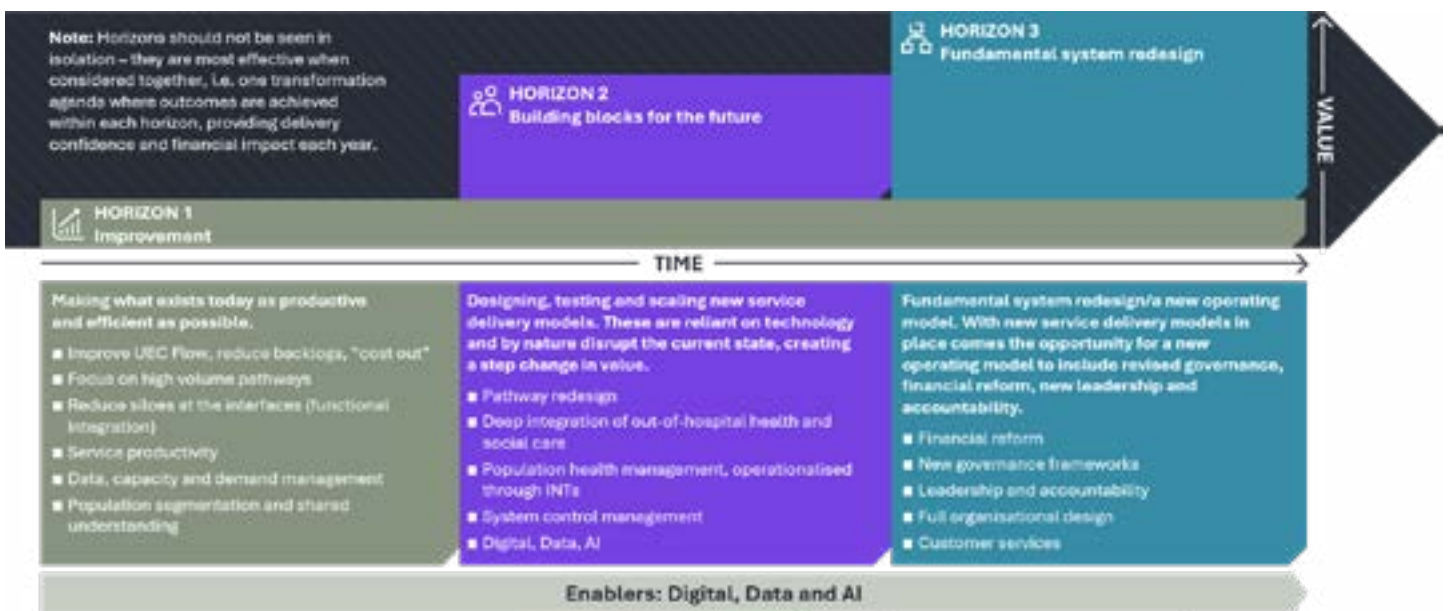 Note: Horizons should not be seen in
isolation – they are most effective when
considered together, i.e. one transformation
agenda where outcomes are achieved
within each horizon, providing delivery
confidence and financial impact each year.
HORIZON 3
Fundamental system redesign
HORIZON 2
Building blocks for the future
VALUE
HORIZON 1
Improvement
TIME
Making what exists today as productive
and efficient as possible.
■ Improve UEC Flow, reduce backlogs, "cost out"
■ Focus on high volume pathways
■ Reduce siloes at the interfaces (functional
integration)
■ Service productivity
■ Data, capacity and demand management
■ Population segmentation and shared
understanding
Designing, testing and scaling new service
delivery models. These are reliant on technology
and by nature disrupt the current state, creating
a step change in value.
■ Pathway redesign
■ Deep integration of out-of-hospital health and
social care
■ Population health management, operationalised
through INTs
■ System control management
■ Digital, Data, AI
Fundamental system redesign/a new operating
model. With new service delivery models in
place comes the opportunity for a new
operating model to include revised governance,
financial reform, new leadership and
accountability.
■ Financial reform
■ New governance frameworks
■ Leadership and accountability
■ Full organisational design
■ Customer services
Enablers: Digital, Data and AI